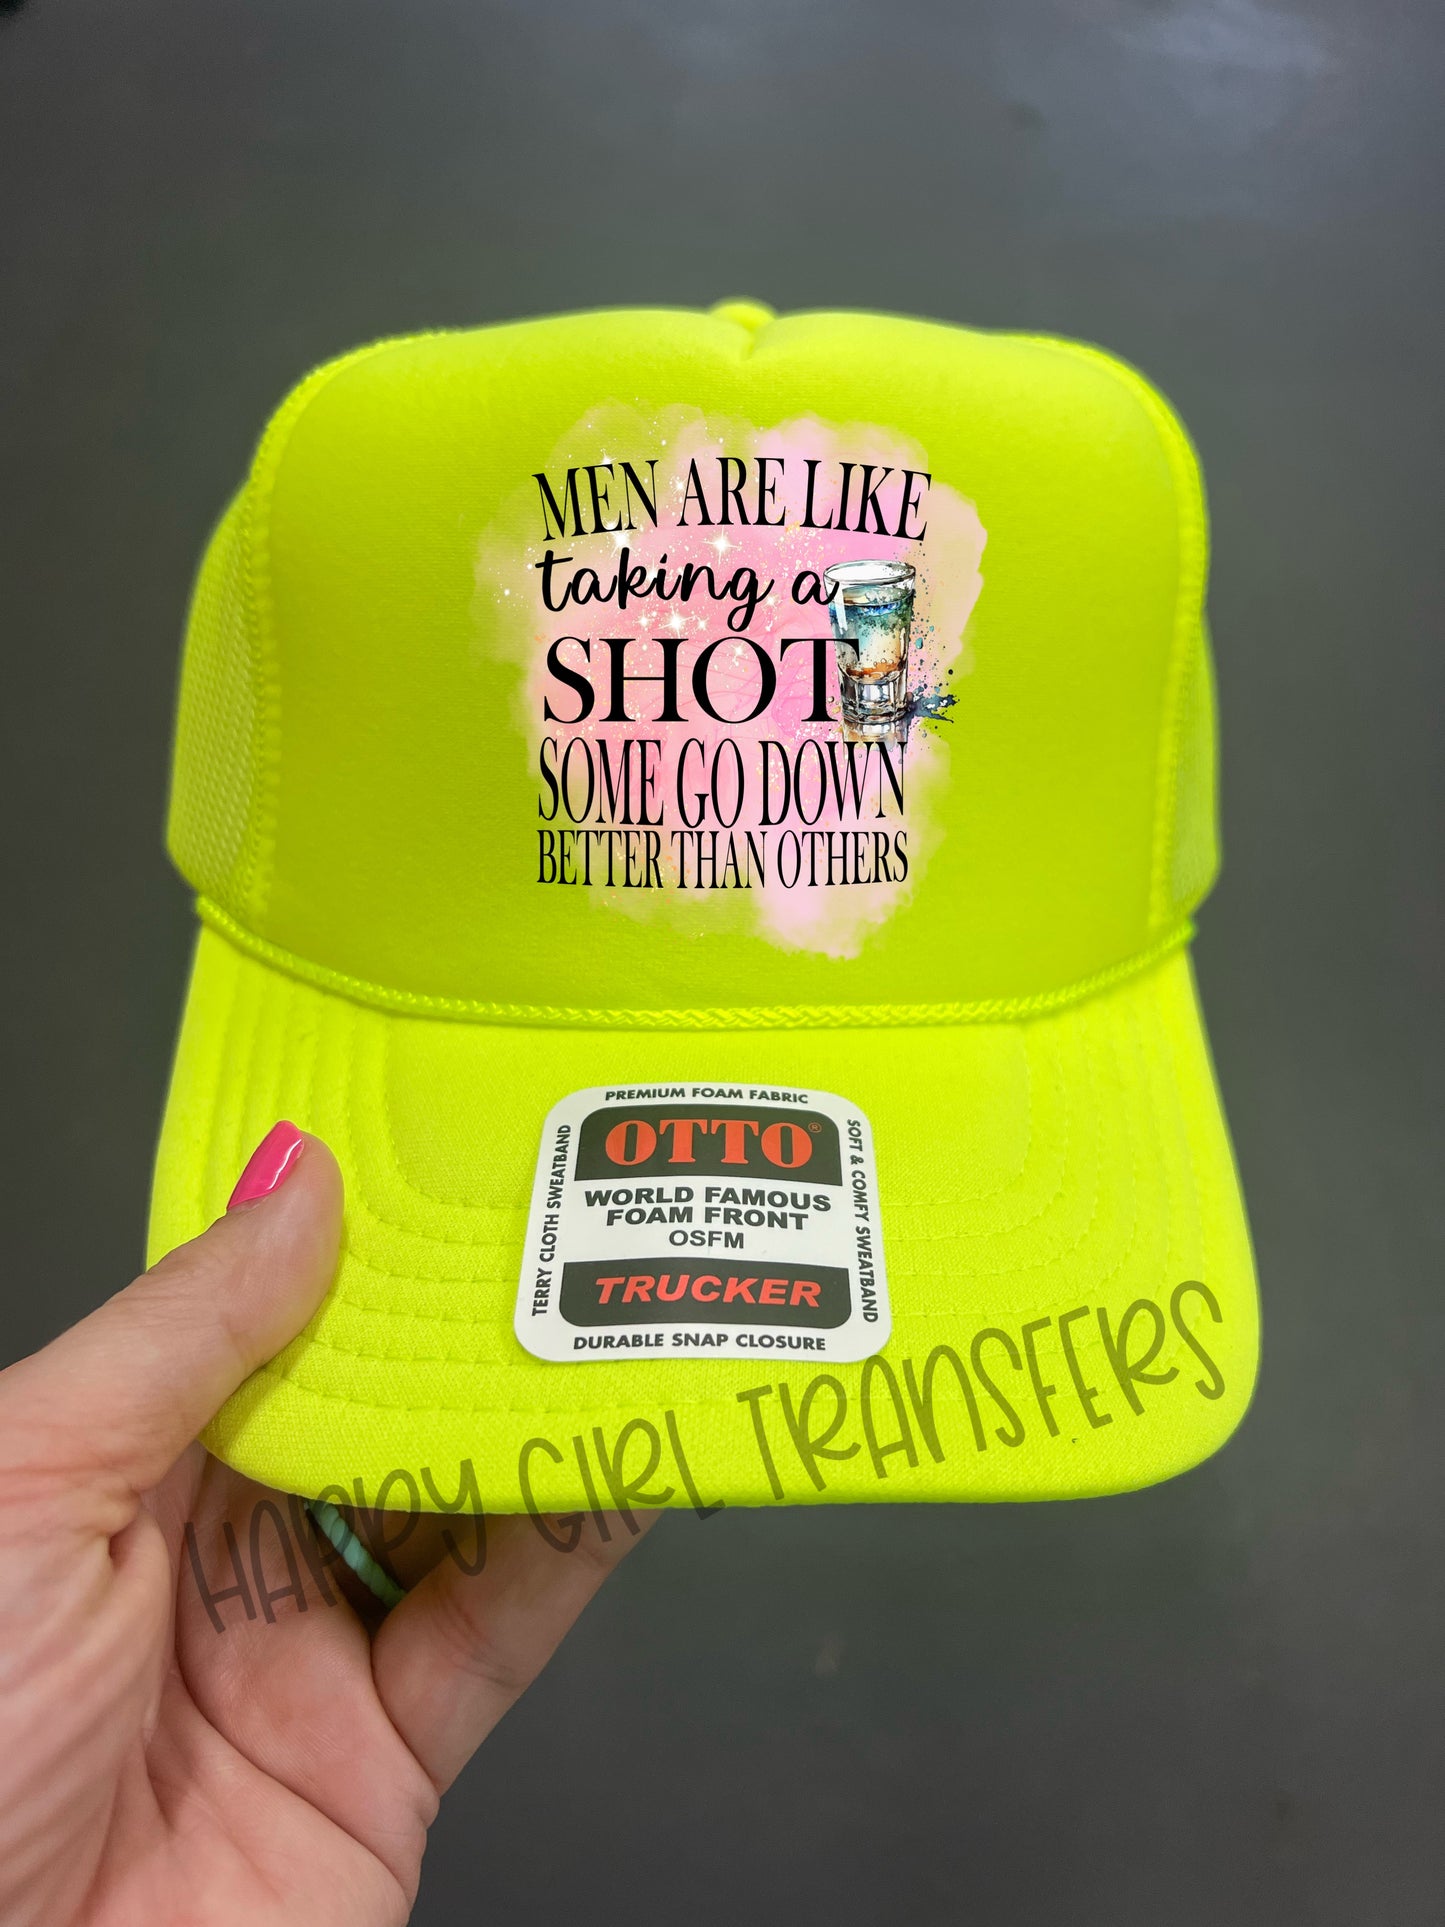 MEN ARE LIKE
taking a
SHOT
SOME GO DOWN
BETTER THAN OTHERS
PREMIUM FOAM FABRIC
OTTO®
WORLD FAMOUS
FOAM FRONT
OSFM
TRUCKER
DURABLE SNAP CLOSURE
TERRY CLOTH SWEATBAND
SOFT & COMFY SWEATBAND
HAPPY GIRL TRANSFERS